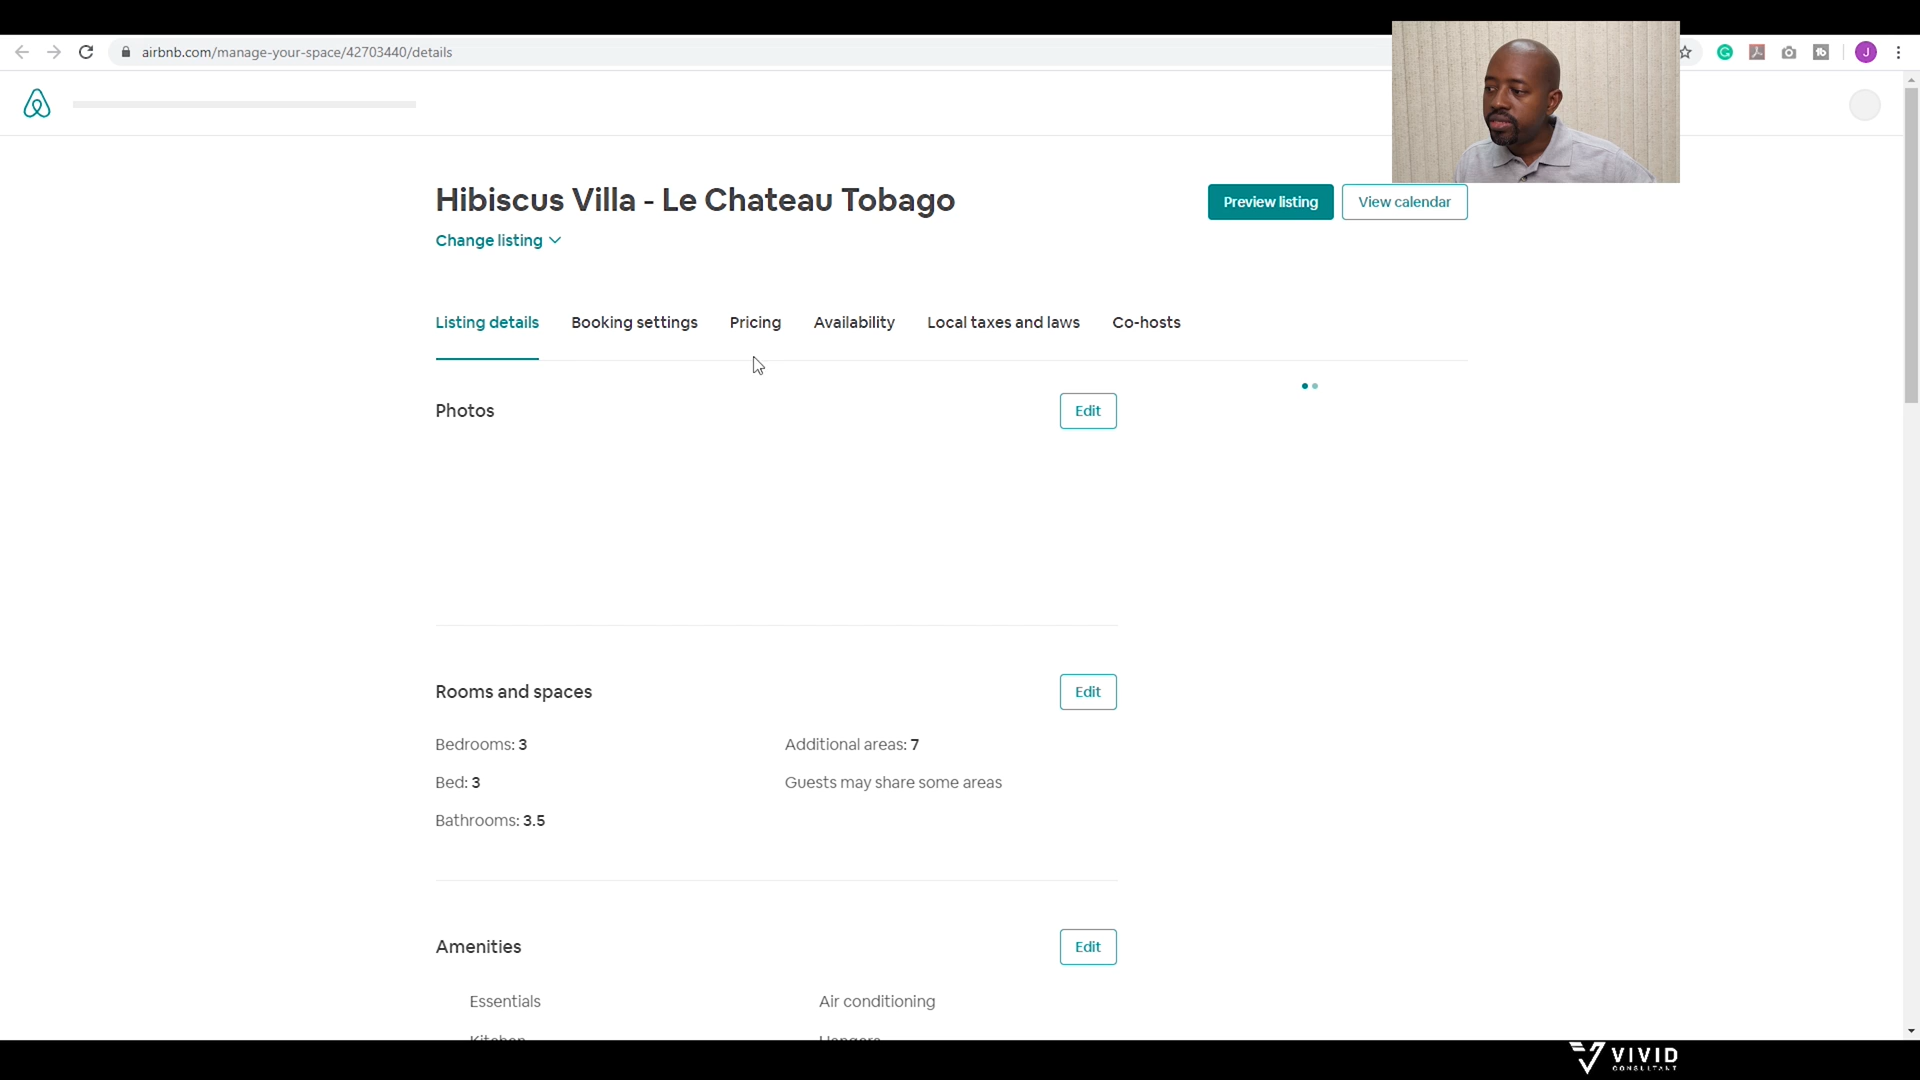 airbnb.com/manage-your-space/42703440/details
J
Hibiscus Villa - Le Chateau Tobago
Preview listing
View calendar
Change listing
Listing details
Booking settings
Pricing
Availability
Local taxes and laws
Co-hosts
Photos
Edit
Rooms and spaces
Edit
Bedrooms: 3
Additional areas: 7
Bed: 3
Guests may share some areas
Bathrooms: 3.5
Amenities
Edit
Essentials
Air conditioning
Kitchen
Hangers
VIVID
CONSULTANT